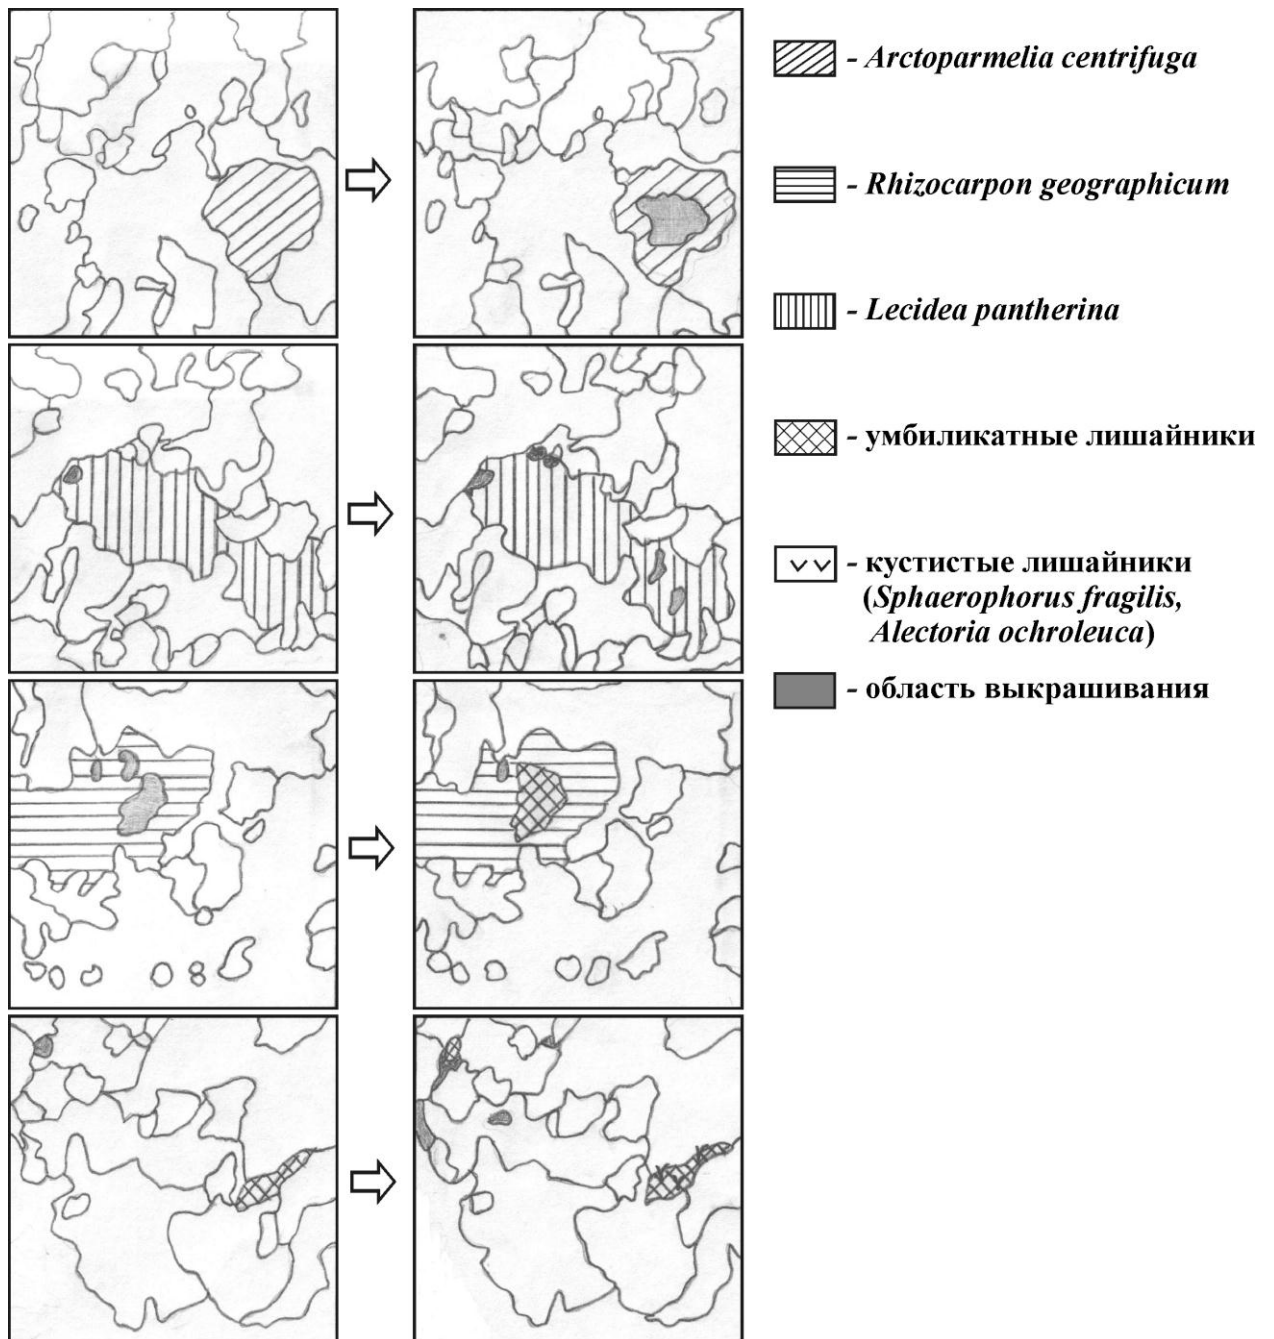 - Arctoparmelia centrifuga
- Rhizocarpon geographicum
- Lecidea pantherina
- умбиликатные лишайники
- кустистые лишайники
(Sphaerophorus fragilis,
Alectoria ochroleuca)
- область выкрашивания